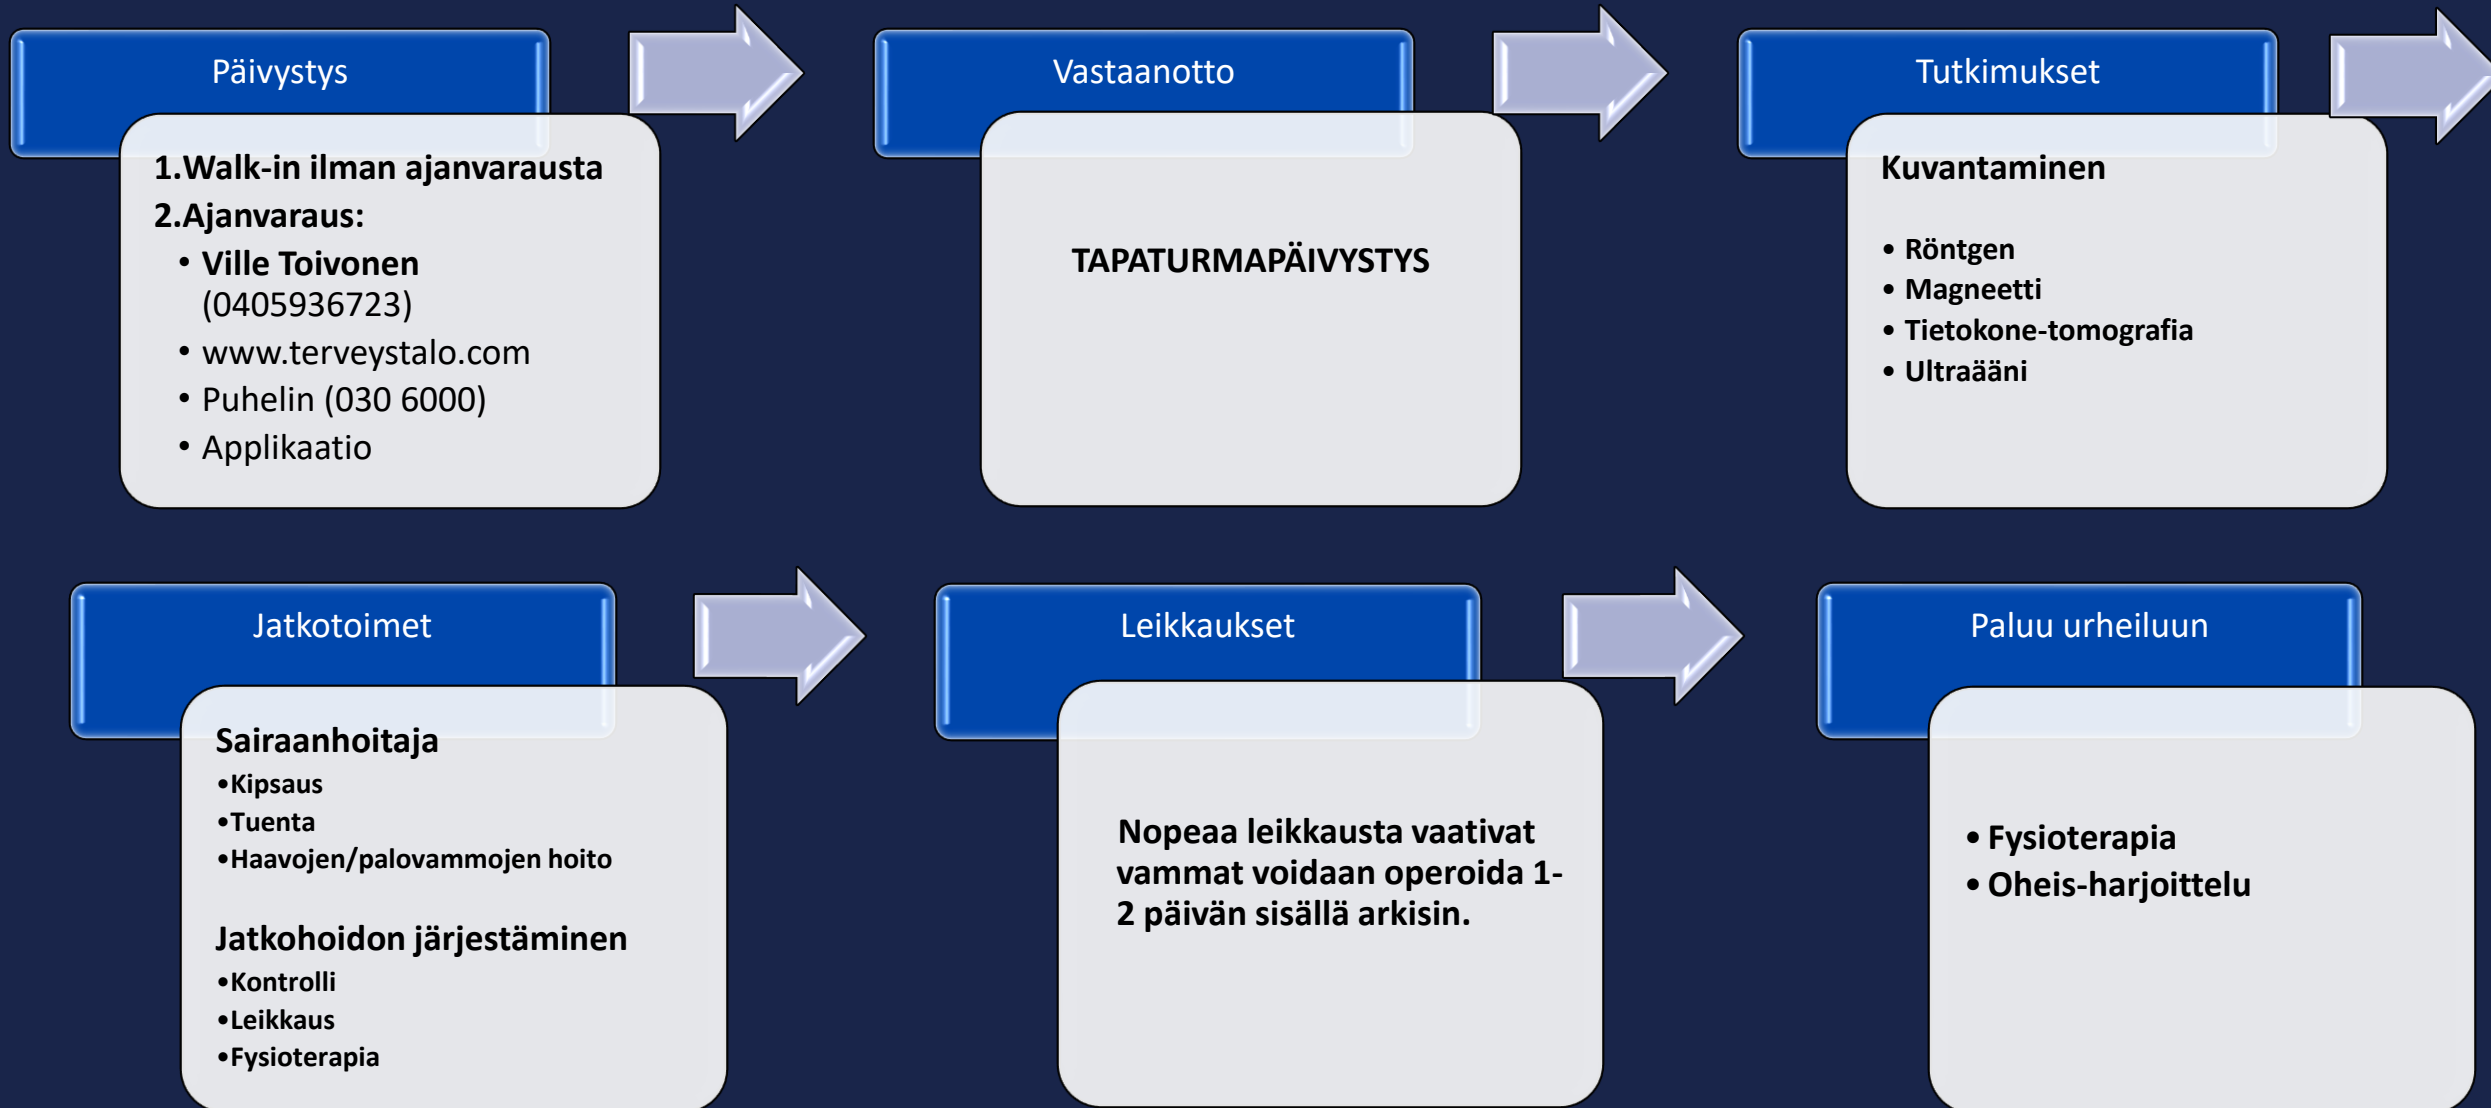 Päivystys
1.Walk-in ilman ajanvarausta
2.Ajanvaraus:
• Ville Toivonen
(0405936723)
• www.terveystalo.com
• Puhelin (030 6000)
• Applikaatio
Vastaanotto
TAPATURMAPÄIVYSTYS
Tutkimukset
Kuvantaminen
• Röntgen
• Magneetti
• Tietokone-tomografia
• Ultraääni
Jatkotoimet
Sairaanhoitaja
•Kipsaus
•Tuenta
•Haavojen/palovammojen hoito
Jatkohoidon järjestäminen
•Kontrolli
•Leikkaus
•Fysioterapia
Leikkaukset
Nopeaa leikkausta vaativat
vammat voidaan operoida 1-
2 päivän sisällä arkisin.
Paluu urheiluun
• Fysioterapia
• Oheis-harjoittelu